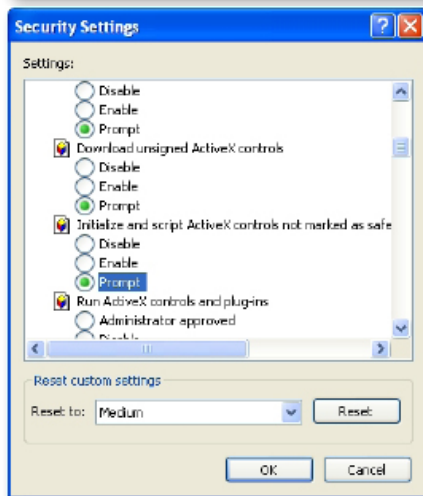 Security Settings
Settings:
Disable
Enable
Prompt
Download unsigned ActiveX controls
Disable
Enable
Prompt
Initialize and script ActiveX controls not marked as safe
Disable
Enable
Prompt
Run ActiveX controls and plug-ins
Administrator approved
Disable
Reset custom settings
Reset to: Medium Reset
OK Cancel